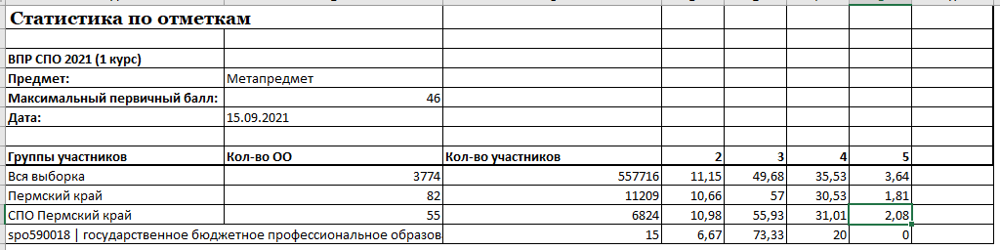 Статистика по отметкам
ВПР СПО 2021 (1 курс)
Предмет: Метапредмет
Максимальный первичный балл: 46
Дата: 15.09.2021
Группы участников Кол-во ОО Кол-во участников 2 3 4 5
Вся выборка 3774 557716 11,15 49,68 35,53 3,64
Пермский край 82 11209 10,66 57 30,53 1,81
СПО Пермский край 55 6824 10,98 55,93 31,01 2,08
spo590018 | государственное бюджетное профессиональное образов 15 6,67 73,33 20 0